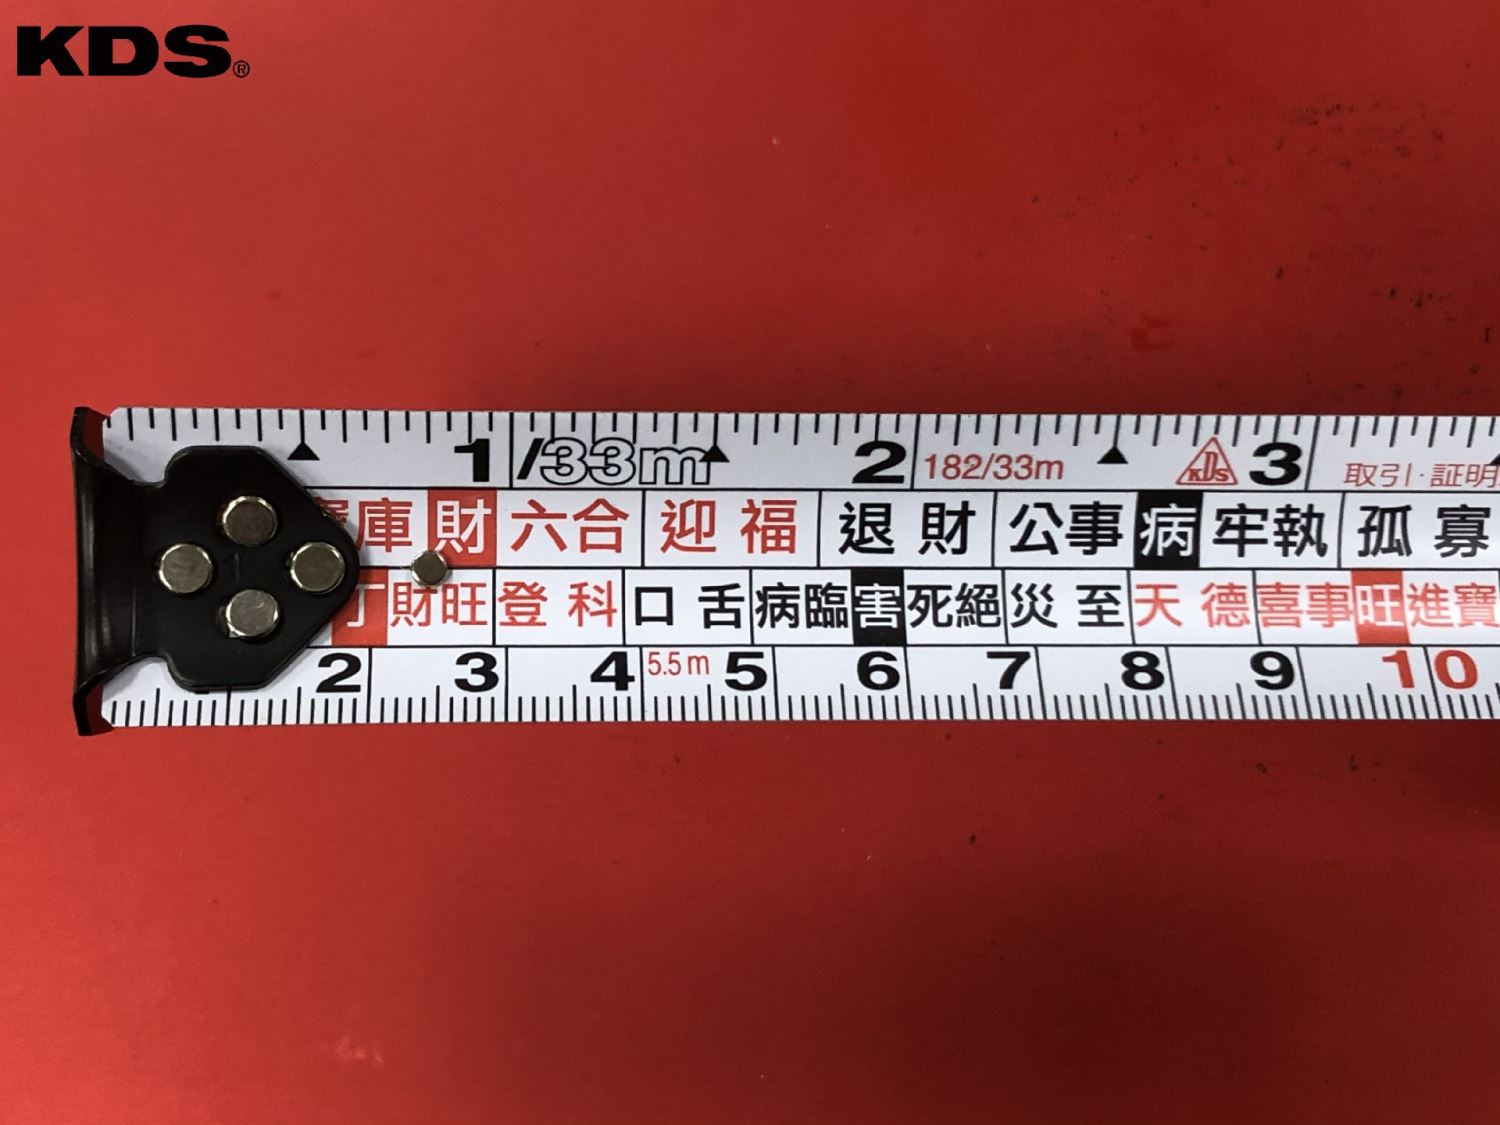 KDS®
1/33m 2 182/33m KDS 3 取引·証明
庫 財 六合 迎福 退財 公事 病 牢執 孤寡
丁 財旺 登科 口舌 病臨 害 死絕 災至 天德 喜事 旺 進寶
2 3 4 5.5m 5 6 7 8 9 10